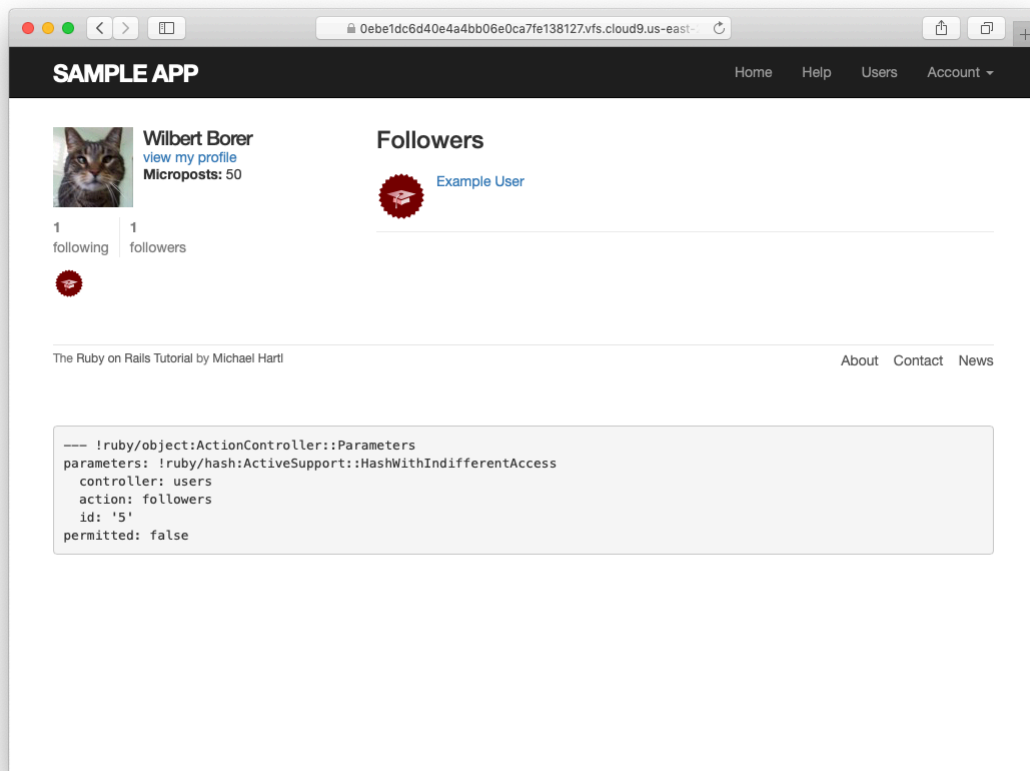 0ebe1dc6d40e4a4bb06e0ca7fe138127.vfs.cloud9.us-east-
SAMPLE APP
Home Help Users Account
Wilbert Borer
view my profile
Microposts: 50
1 following
1 followers
Followers
Example User
The Ruby on Rails Tutorial by Michael Hartl
About Contact News
--- !ruby/object:ActionController::Parameters
parameters: !ruby/hash:ActiveSupport::HashWithIndifferentAccess
  controller: users
  action: followers
  id: '5'
permitted: false